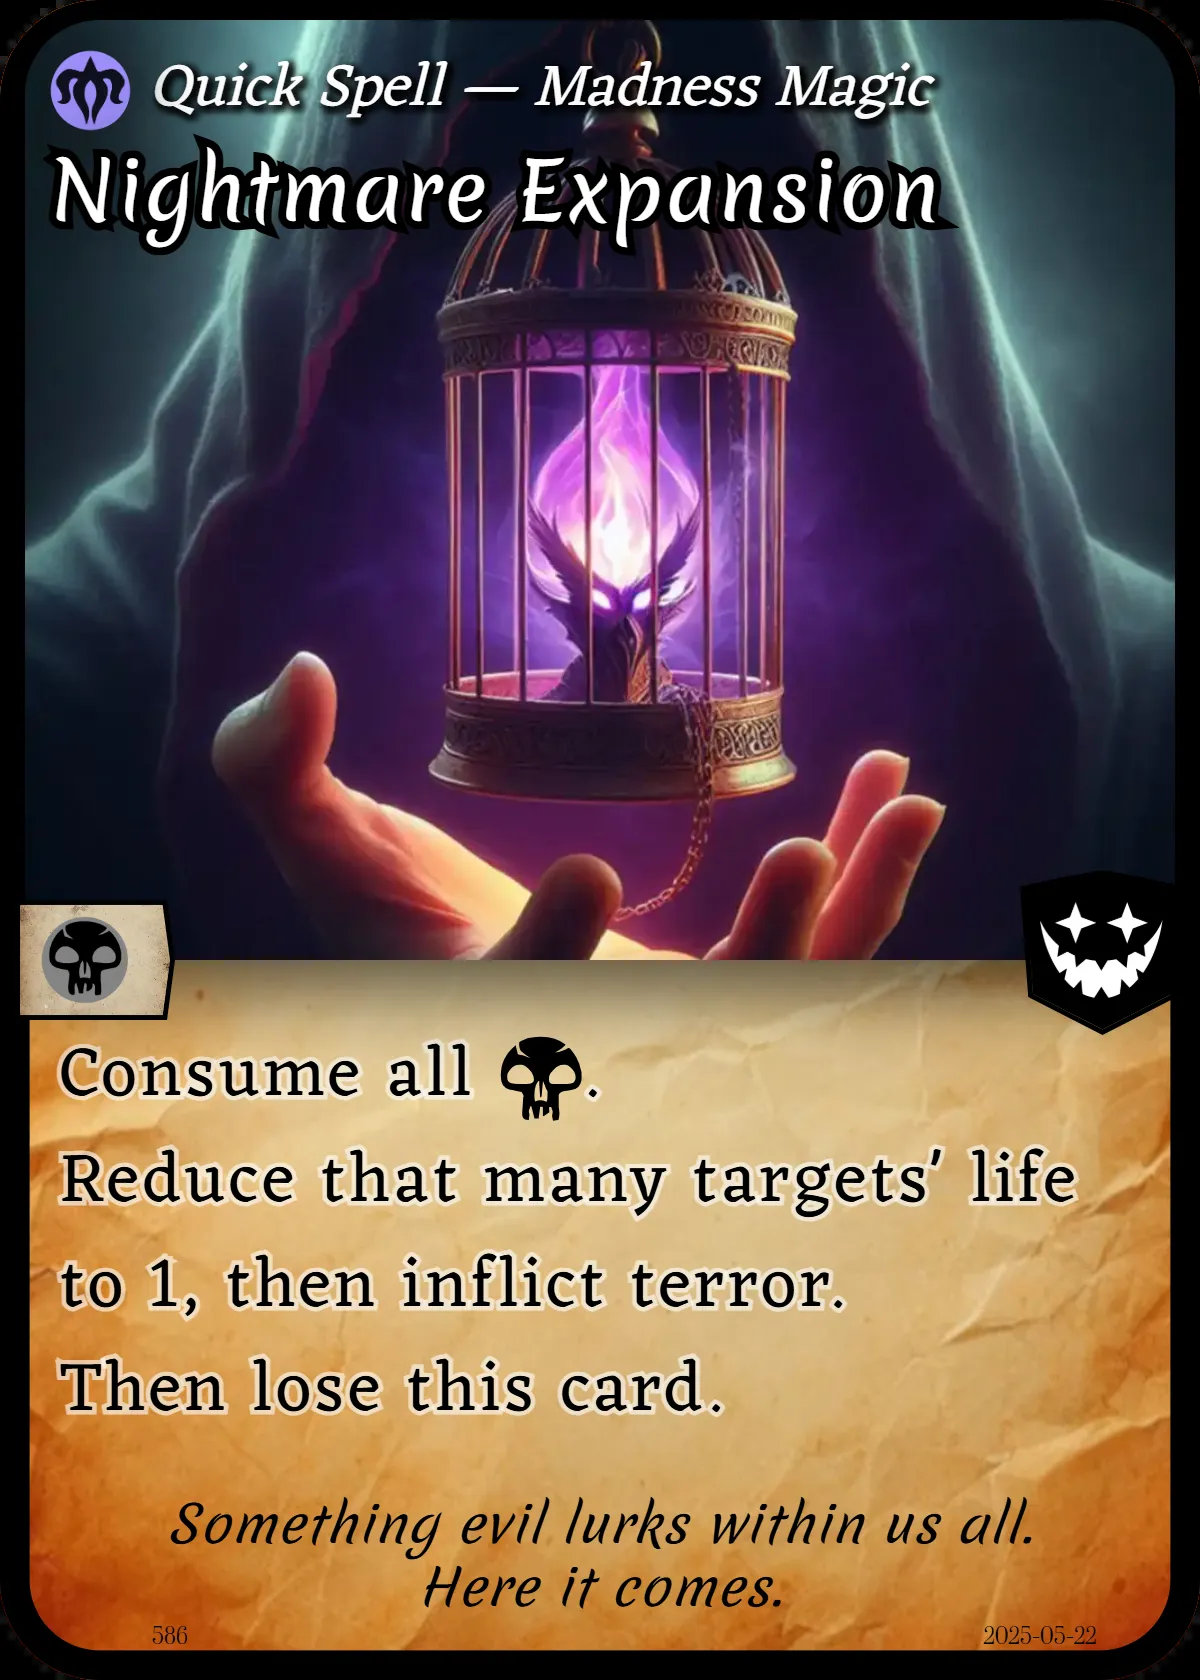 Quick Spell — Madness Magic
Nightmare Expansion
Consume all .
Reduce that many targets' life
to 1, then inflict terror.
Then lose this card.
Something evil lurks within us all.
Here it comes.
586
2025-05-22